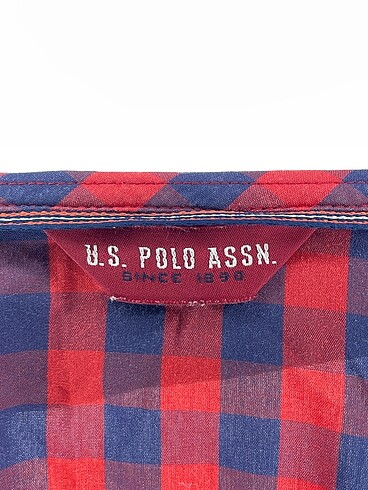 U.S. POLO ASSN.
SINCE 1890